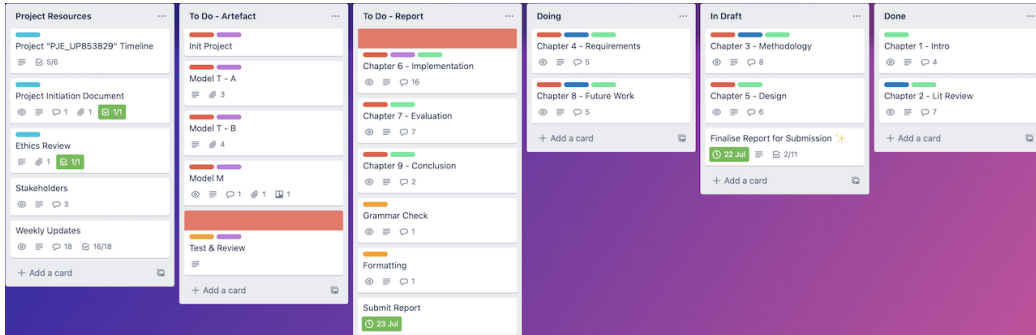 Project Resources
Project "PJE_UP853829" Timeline
5/6
Project Initiation Document
1 1 1/1
Ethics Review
1 1/1
Stakeholders
3
Weekly Updates
18 16/18
+ Add a card
To Do - Artefact
Init Project
Model T - A
3
Model T - B
4
Model M
1 1 1
Test & Review
+ Add a card
To Do - Report
Chapter 6 - Implementation
16
Chapter 7 - Evaluation
7
Chapter 9 - Conclusion
2
Grammar Check
1
Formatting
1
Submit Report
23 Jul
Doing
Chapter 4 - Requirements
5
Chapter 8 - Future Work
5
+ Add a card
In Draft
Chapter 3 - Methodology
8
Chapter 5 - Design
6
Finalise Report for Submission ✨
22 Jul 2/11
+ Add a card
Done
Chapter 1 - Intro
4
Chapter 2 - Lit Review
7
+ Add a card